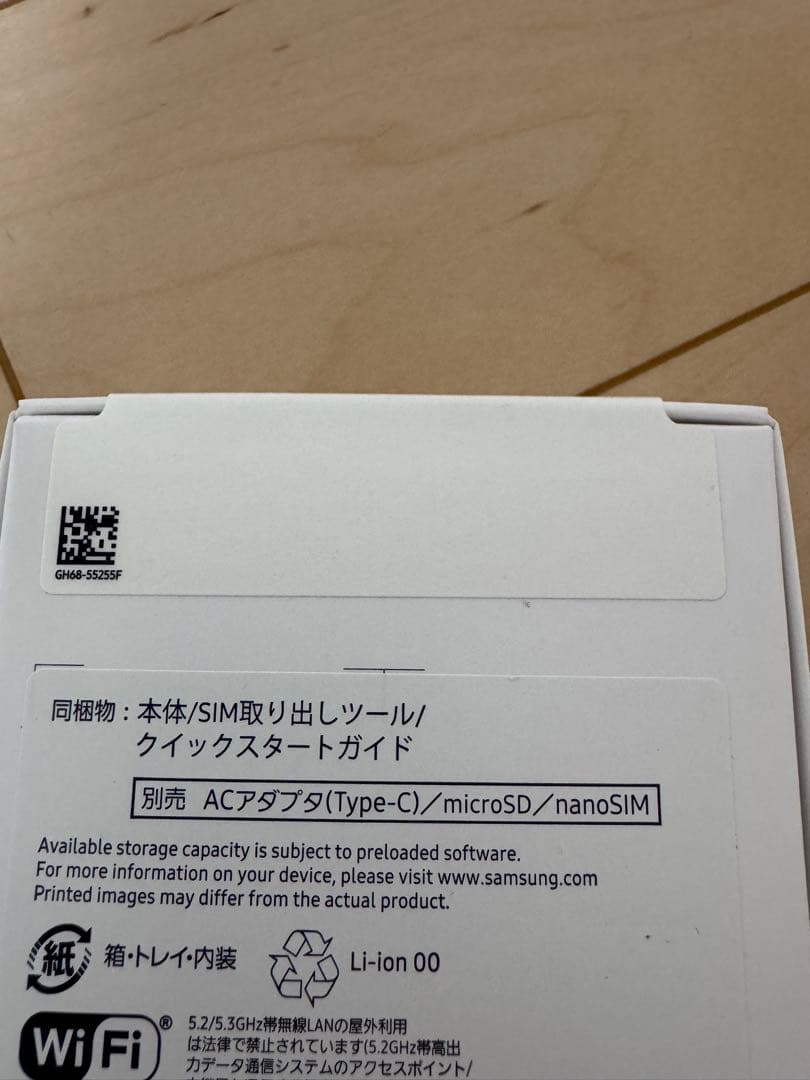 GH68-55255F
同梱物：本体/SIM取り出しツール/
クイックスタートガイド
別売 ACアダプタ(Type-C)／microSD／nanoSIM
Available storage capacity is subject to preloaded software.
For more information on your device, please visit www.samsung.com
Printed images may differ from the actual product.
紙 箱・トレイ・内装
Li-ion 00
Wi Fi®
5.2/5.3GHz帯無線LANの屋外利用
は法律で禁止されています(5.2GHz帯高出
力データ通信システムのアクセスポイント/